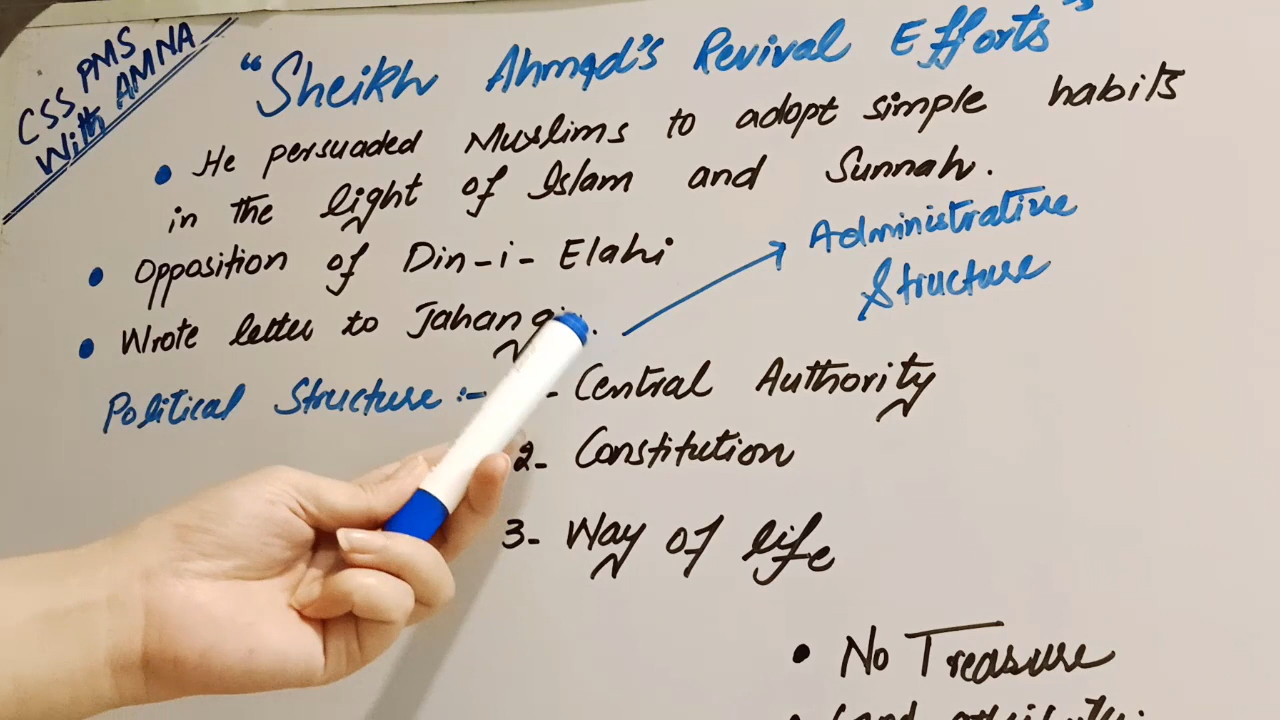 CSS PMS
With AMNA
"Sheikh Ahmad's Revival Efforts"
• He persuaded Muslims to adopt simple habits
in the light of Islam and Sunnah.
• Opposition of Din-i-Elahi
• Wrote letter to
Administrative
Structure
Political Structure :-
Central Authority
2- Constitution
3- Way of life
• No Treasure